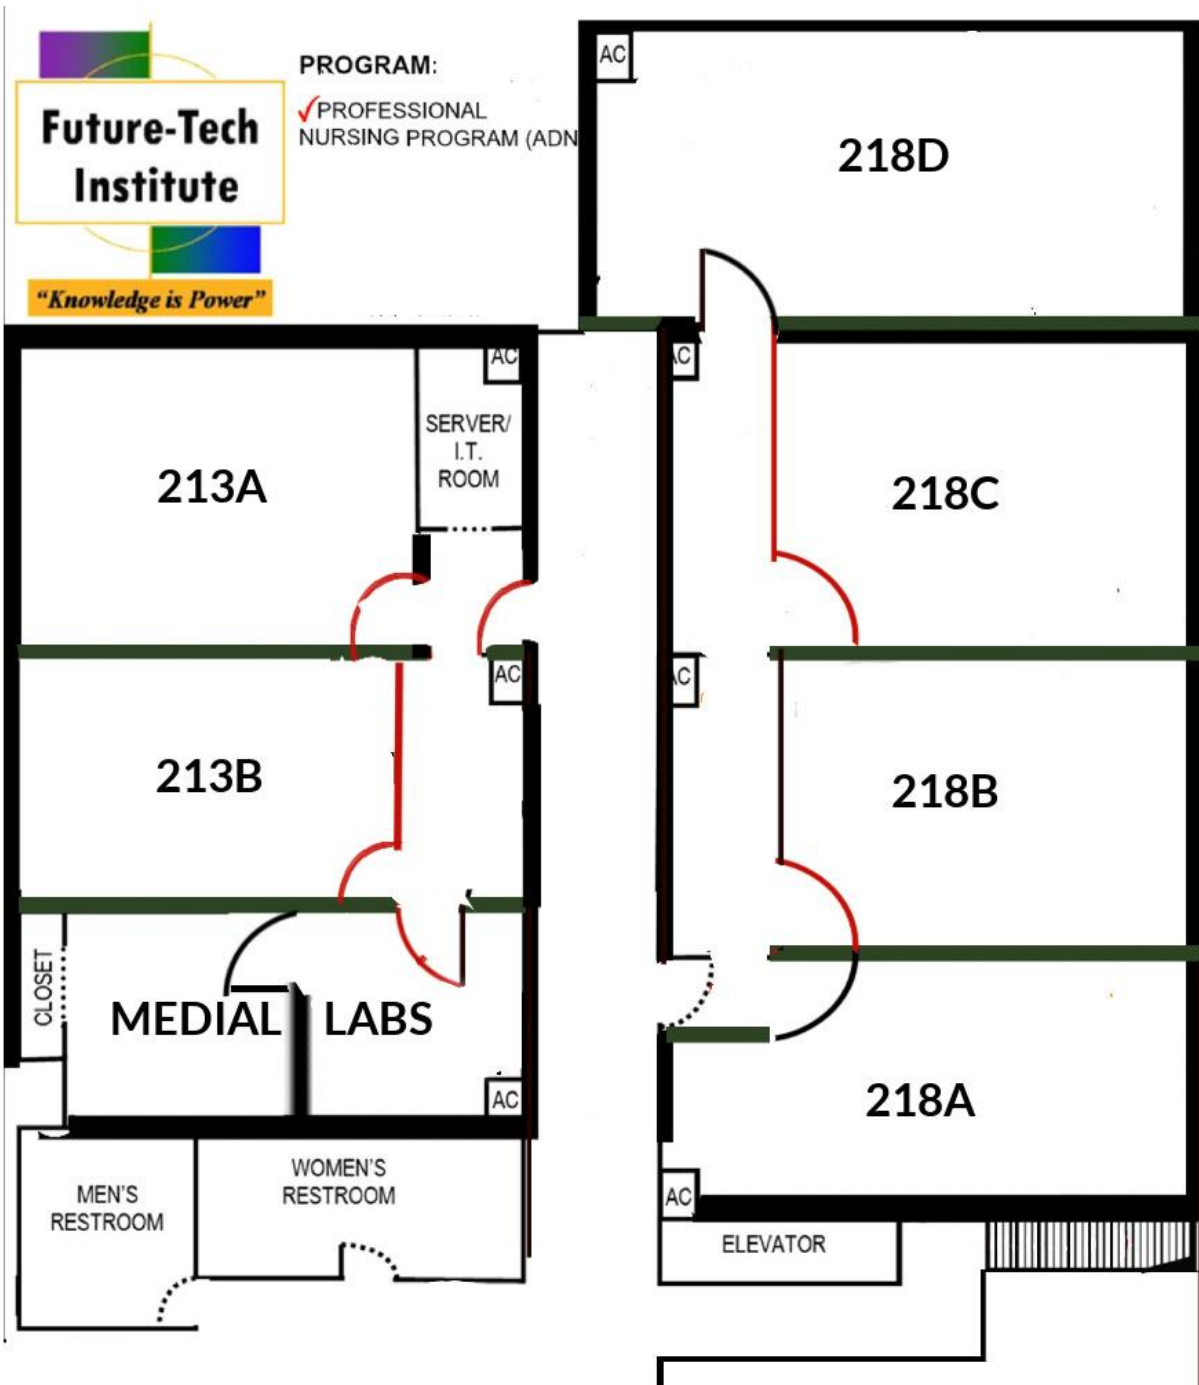 Future-Tech
Institute
“Knowledge is Power”
PROGRAM:
✓PROFESSIONAL
NURSING PROGRAM (ADN
AC
218D
AC
SERVER/
I.T.
ROOM
213A
AC
218C
AC
213B
AC
218B
CLOSET
MEDIAL LABS
AC
218A
MEN'S
RESTROOM
WOMEN'S
RESTROOM
AC
ELEVATOR